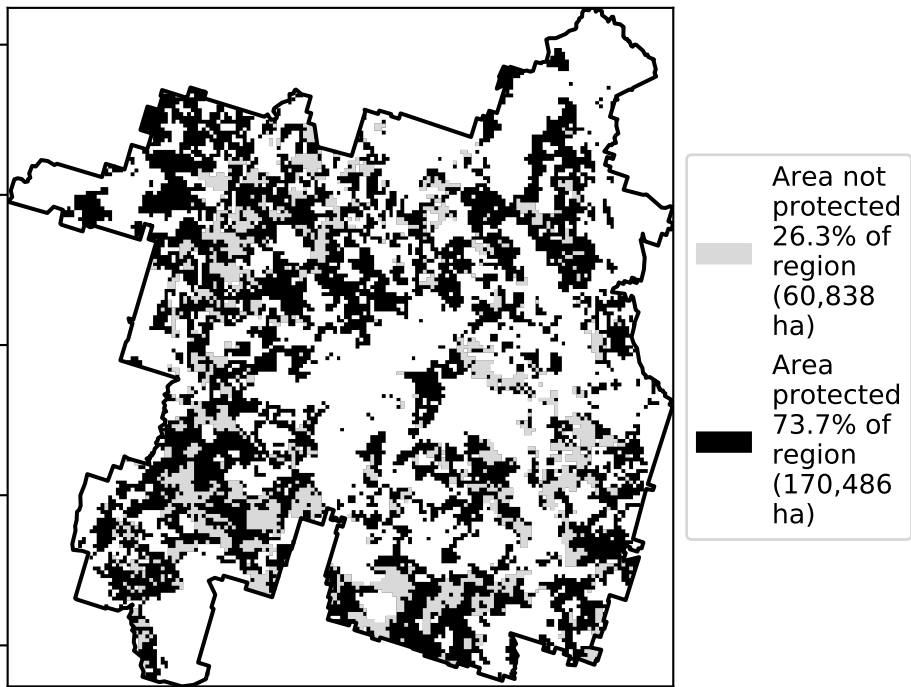 Area not
protected
26.3% of
region
(60,838
ha)
Area
protected
73.7% of
region
(170,486
ha)